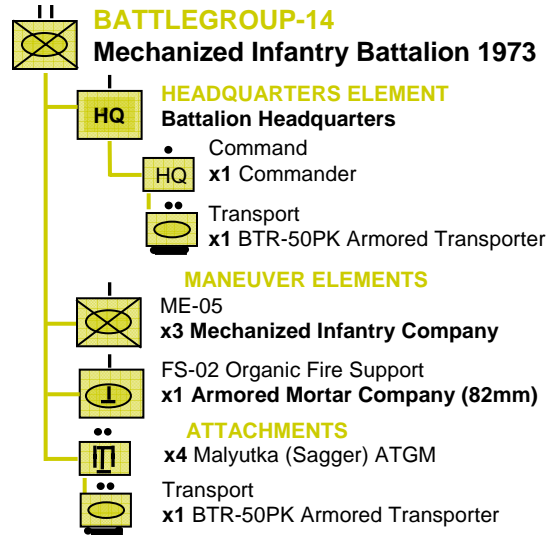 BATTLEGROUP-14
Mechanized Infantry Battalion 1973
HEADQUARTERS ELEMENT
HQ
Battalion Headquarters
Command
HQ
x1 Commander
Transport
x1 BTR-50PK Armored Transporter
MANEUVER ELEMENTS
ME-05
x3 Mechanized Infantry Company
FS-02 Organic Fire Support
x1 Armored Mortar Company (82mm)
ATTACHMENTS
x4 Malyutka (Sagger) ATGM
Transport
x1 BTR-50PK Armored Transporter